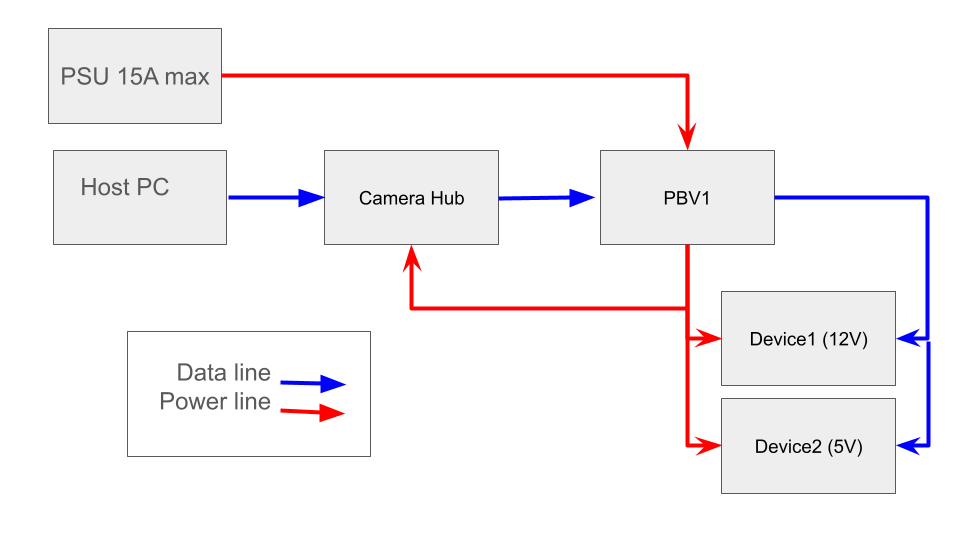 PSU 15A max
Host PC
Camera Hub
PBV1
Device1 (12V)
Data line
Power line
Device2 (5V)